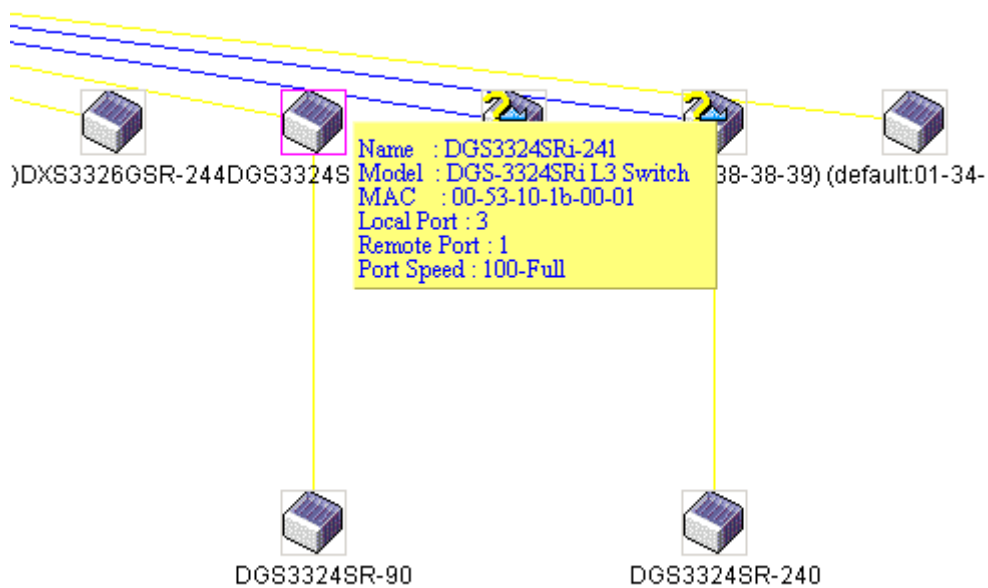 )DXS3326GSR-244DGS3324S
38-38-39) (default:01-34-
Name : DGS3324SRi-241
Model : DGS-3324SRi L3 Switch
MAC : 00-53-10-1b-00-01
Local Port : 3
Remote Port : 1
Port Speed : 100-Full
DGS3324SR-90
DGS3324SR-240